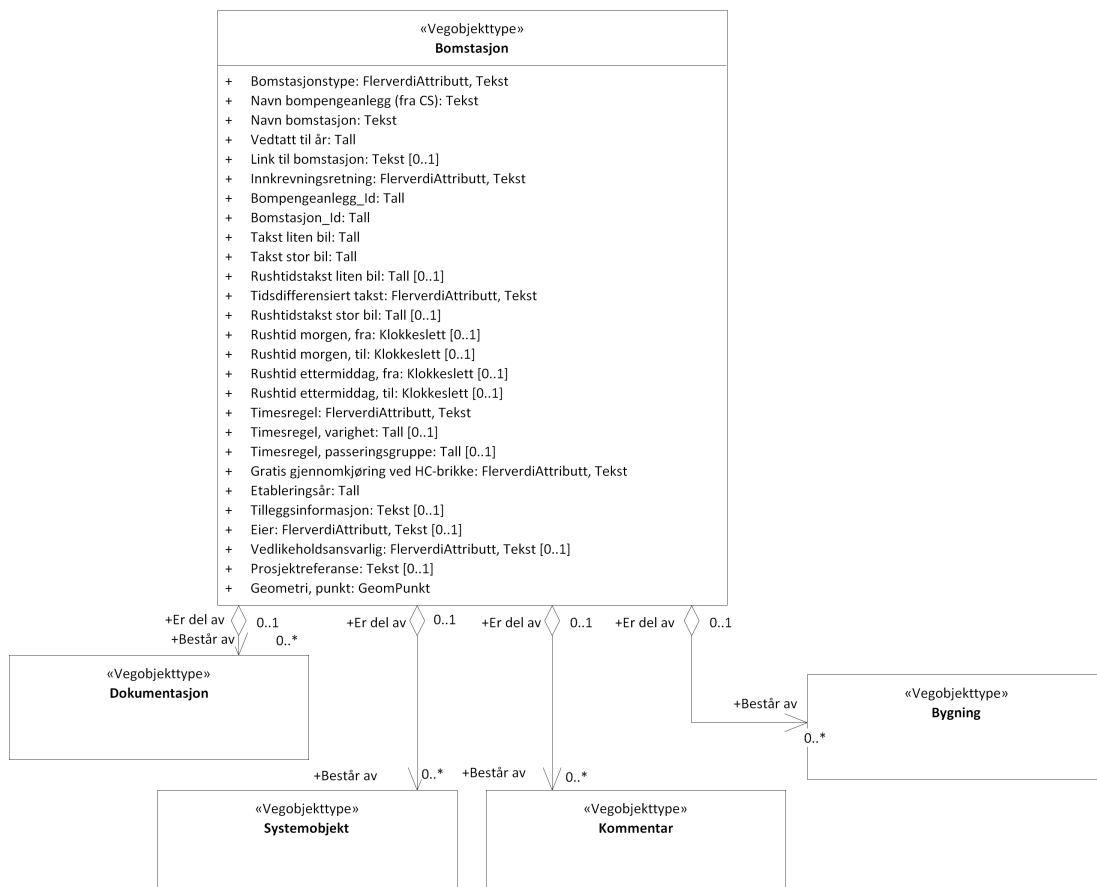 «Vegobjekttype»
Bomstasjon
+ Bomstasjonstype: FlerverdiAttributt, Tekst
+ Navn bompengeanlegg (fra CS): Tekst
+ Navn bomstasjon: Tekst
+ Vedtatt til år: Tall
+ Link til bomstasjon: Tekst [0..1]
+ Innkrevningsretning: FlerverdiAttributt, Tekst
+ Bompengeanlegg_Id: Tall
+ Bomstasjon_Id: Tall
+ Takst liten bil: Tall
+ Takst stor bil: Tall
+ Rushtidstakst liten bil: Tall [0..1]
+ Tidsdifferensiert takst: FlerverdiAttributt, Tekst
+ Rushtidstakst stor bil: Tall [0..1]
+ Rushtid morgen, fra: Klokkeslett [0..1]
+ Rushtid morgen, til: Klokkeslett [0..1]
+ Rushtid ettermiddag, fra: Klokkeslett [0..1]
+ Rushtid ettermiddag, til: Klokkeslett [0..1]
+ Timesregel: FlerverdiAttributt, Tekst
+ Timesregel, varighet: Tall [0..1]
+ Timesregel, passeringsgruppe: Tall [0..1]
+ Gratis gjennomkjøring ved HC-brikke: FlerverdiAttributt, Tekst
+ Etableringsår: Tall
+ Tilleggsinformasjon: Tekst [0..1]
+ Eier: FlerverdiAttributt, Tekst [0..1]
+ Vedlikeholdsansvarlig: FlerverdiAttributt, Tekst [0..1]
+ Prosjektreferanse: Tekst [0..1]
+ Geometri, punkt: GeomPunkt
+Er del av 0..1 +Er del av 0..1 +Er del av 0..1 +Er del av 0..1
+Består av 0..*
«Vegobjekttype»
Dokumentasjon
«Vegobjekttype»
Bygning
+Består av
0..*
+Består av 0..* +Består av 0..*
«Vegobjekttype»
Systemobjekt
«Vegobjekttype»
Kommentar